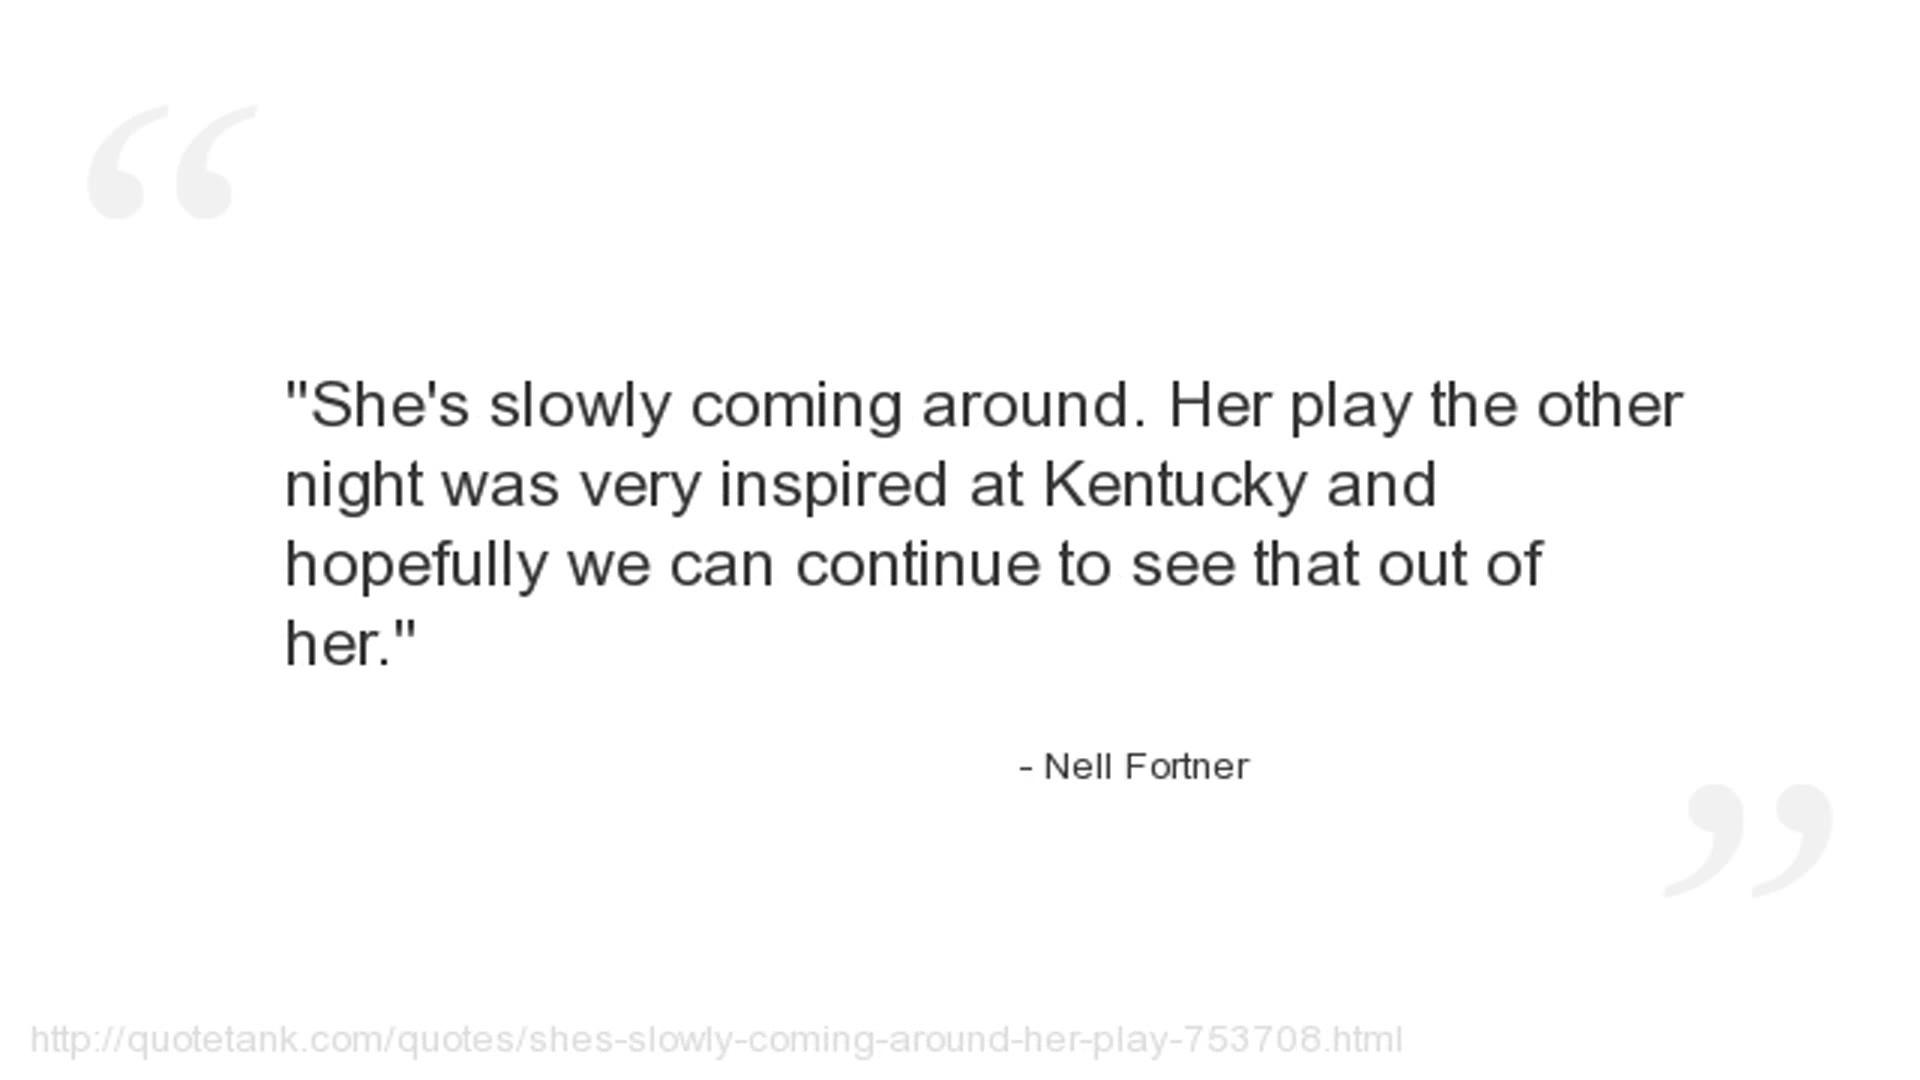 "She's slowly coming around. Her play the other
night was very inspired at Kentucky and
hopefully we can continue to see that out of
her."
- Nell Fortner
http://quotetank.com/quotes/shes-slowly-coming-around-her-play-753708.html